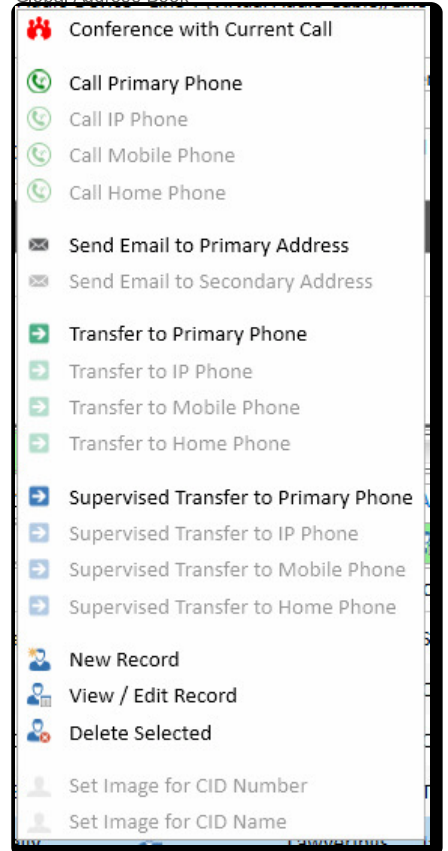 Global Address Book
Conference with Current Call
Call Primary Phone
Call IP Phone
Call Mobile Phone
Call Home Phone
Send Email to Primary Address
Send Email to Secondary Address
Transfer to Primary Phone
Transfer to IP Phone
Transfer to Mobile Phone
Transfer to Home Phone
Supervised Transfer to Primary Phone
Supervised Transfer to IP Phone
Supervised Transfer to Mobile Phone
Supervised Transfer to Home Phone
New Record
View / Edit Record
Delete Selected
Set Image for CID Number
Set Image for CID Name